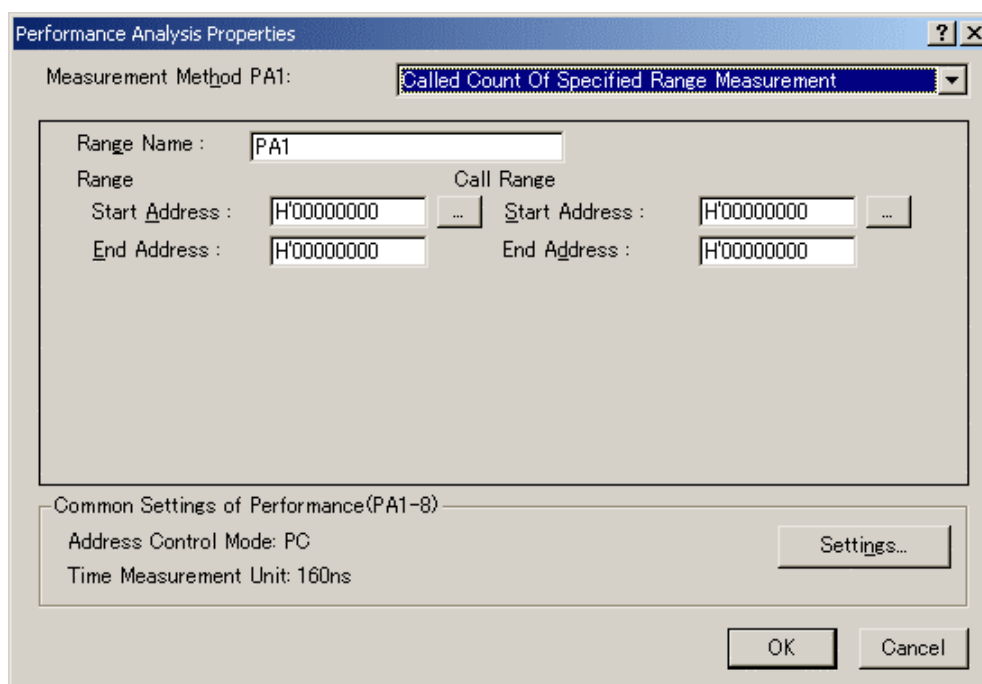 Performance Analysis Properties
Measurement Method PA1: Called Count Of Specified Range Measurement
Range Name : PA1
Range Call Range
Start Address : H'00000000 ... Start Address : H'00000000 ...
End Address : H'00000000 End Address : H'00000000
Common Settings of Performance(PA1-8)
Address Control Mode: PC
Settings...
Time Measurement Unit: 160ns
OK Cancel